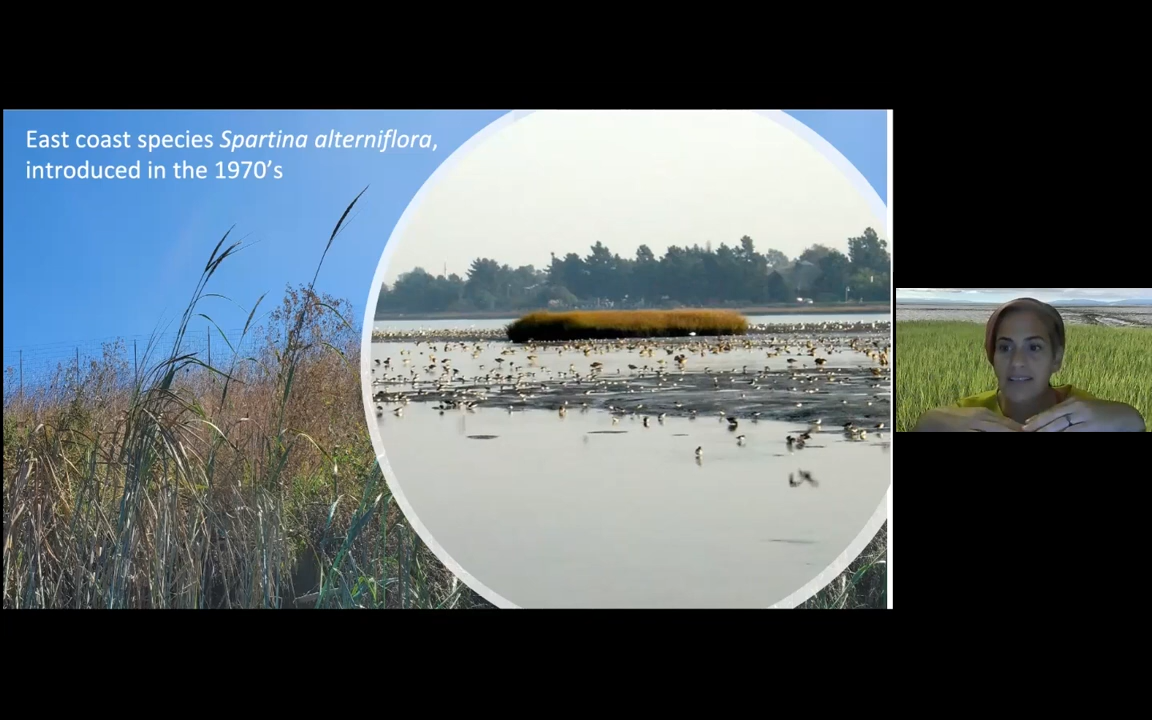 East coast species Spartina alterniflora,
introduced in the 1970’s